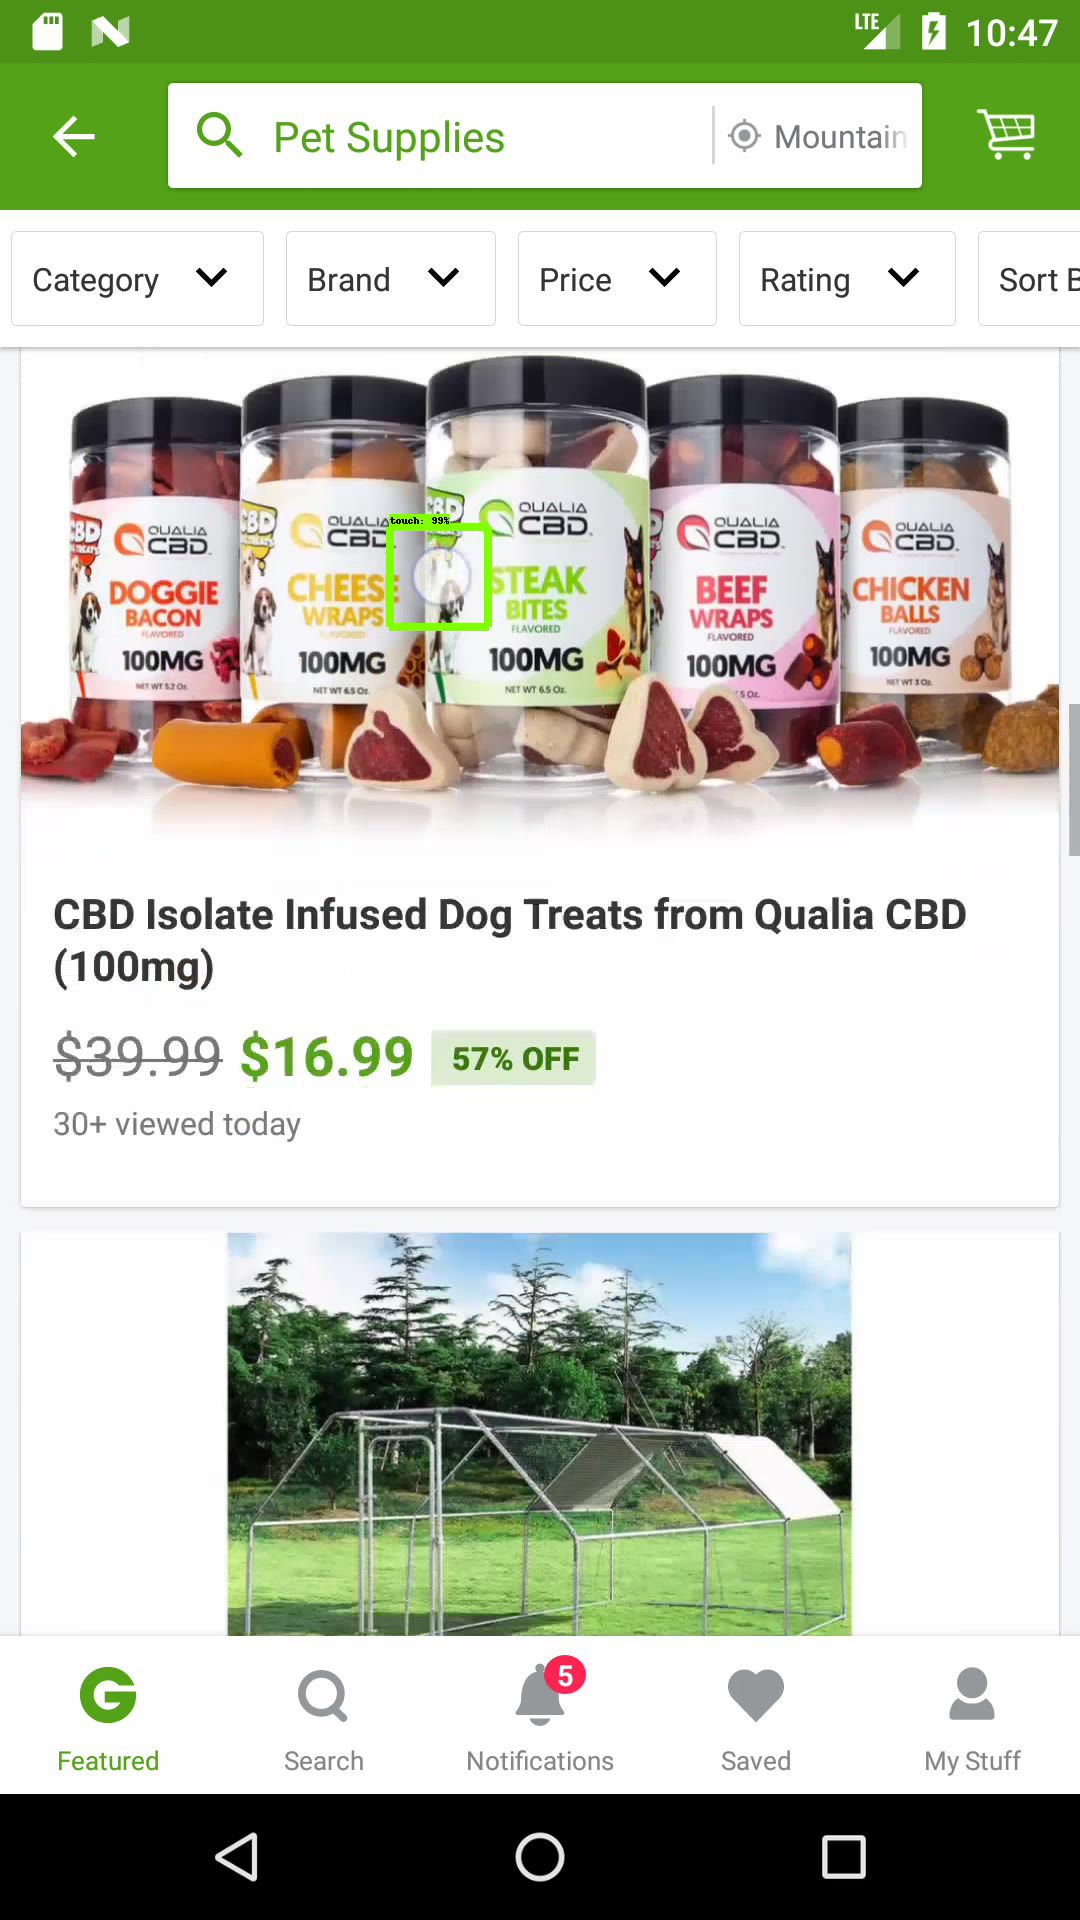 LTE 10:47
Pet Supplies Mountain
Category Brand Price Rating Sort B
QUALIA
CBD
DOGGIE
BACON
FLAVORED
100MG
NET WT 5.2 Oz.
QUALIA
CBD
CHEESE
WRAPS
FLAVORED
100MG
NET WT 6.5 Oz.
touch: 99%
QUALIA
CBD
STEAK
BITES
FLAVORED
100MG
NET WT 6.5 Oz.
QUALIA
CBD
BEEF
WRAPS
FLAVORED
100MG
QUALIA
CBD
CHICKEN
BALLS
FLAVORED
100MG
NET WT 3 Oz.
CBD Isolate Infused Dog Treats from Qualia CBD
(100mg)
$39.99 $16.99 57% OFF
30+ viewed today
5
Featured Search Notifications Saved My Stuff